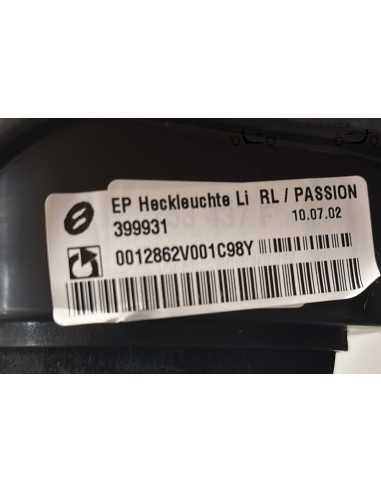 EP Heckleuchte Li RL / PASSION
399931 10.07.02
0012862V001C98Y